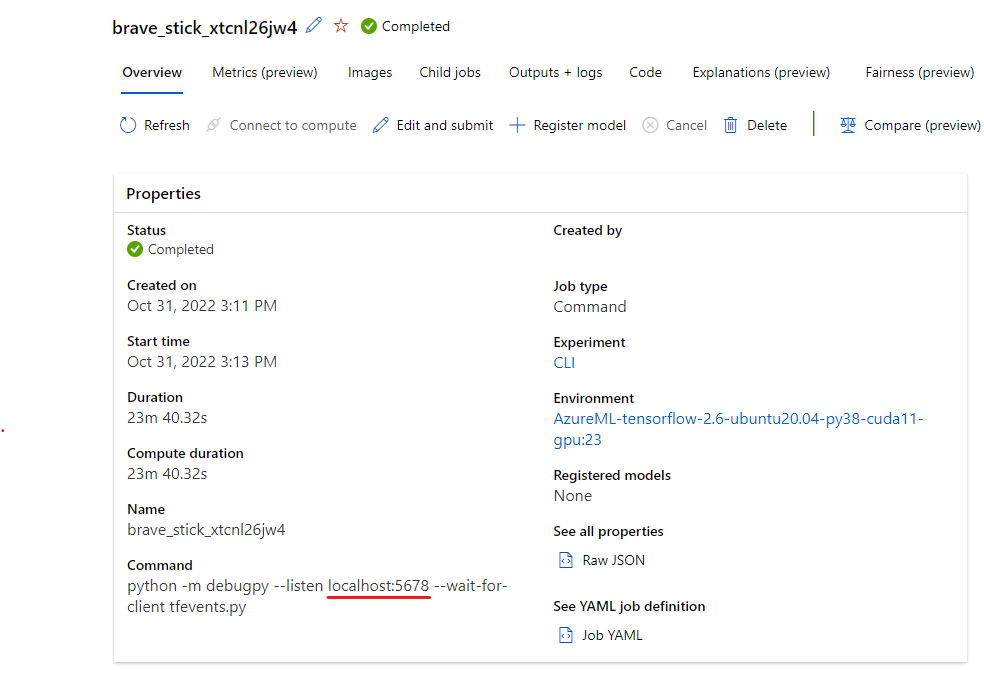 brave_stick_xtcnl26jw4 Completed
Overview Metrics (preview) Images Child jobs Outputs + logs Code Explanations (preview) Fairness (preview)
Refresh Connect to compute Edit and submit Register model Cancel Delete Compare (preview)
Properties
Status
Completed
Created on
Oct 31, 2022 3:11 PM
Start time
Oct 31, 2022 3:13 PM
Duration
23m 40.32s
Compute duration
23m 40.32s
Name
brave_stick_xtcnl26jw4
Command
python -m debugpy --listen localhost:5678 --wait-for-
client tfevents.py
Created by
Job type
Command
Experiment
CLI
Environment
AzureML-tensorflow-2.6-ubuntu20.04-py38-cuda11-
gpu:23
Registered models
None
See all properties
Raw JSON
See YAML job definition
Job YAML